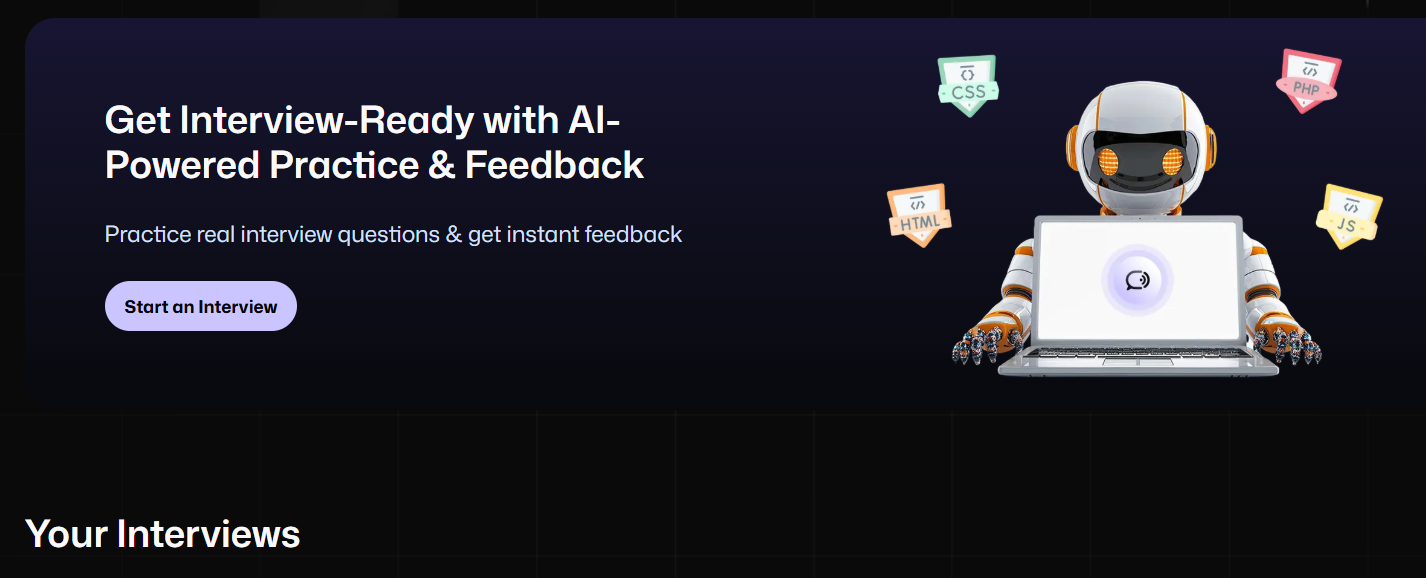 Get Interview-Ready with AI-
Powered Practice & Feedback
Practice real interview questions & get instant feedback
Start an Interview
CSS
PHP
HTML
JS
Your Interviews